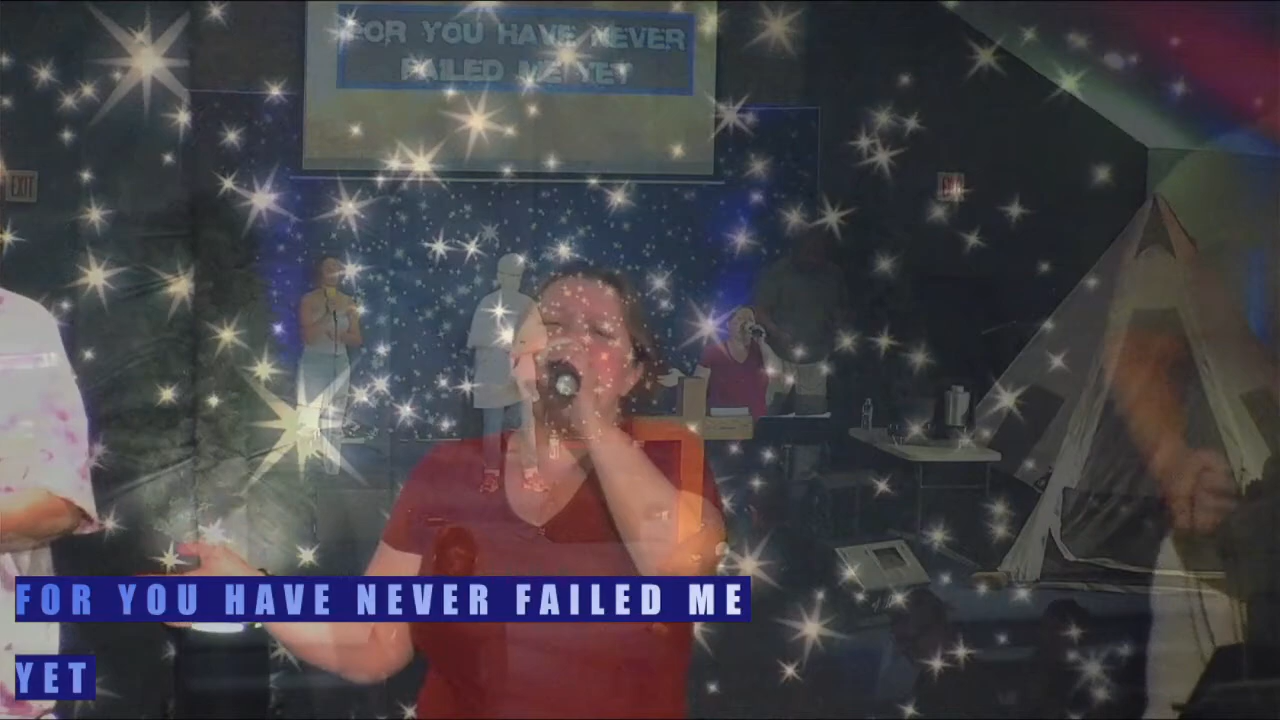 FOR YOU HAVE NEVER
FAILED ME YET
EXIT
EXIT
FOR YOU HAVE NEVER FAILED ME
YET